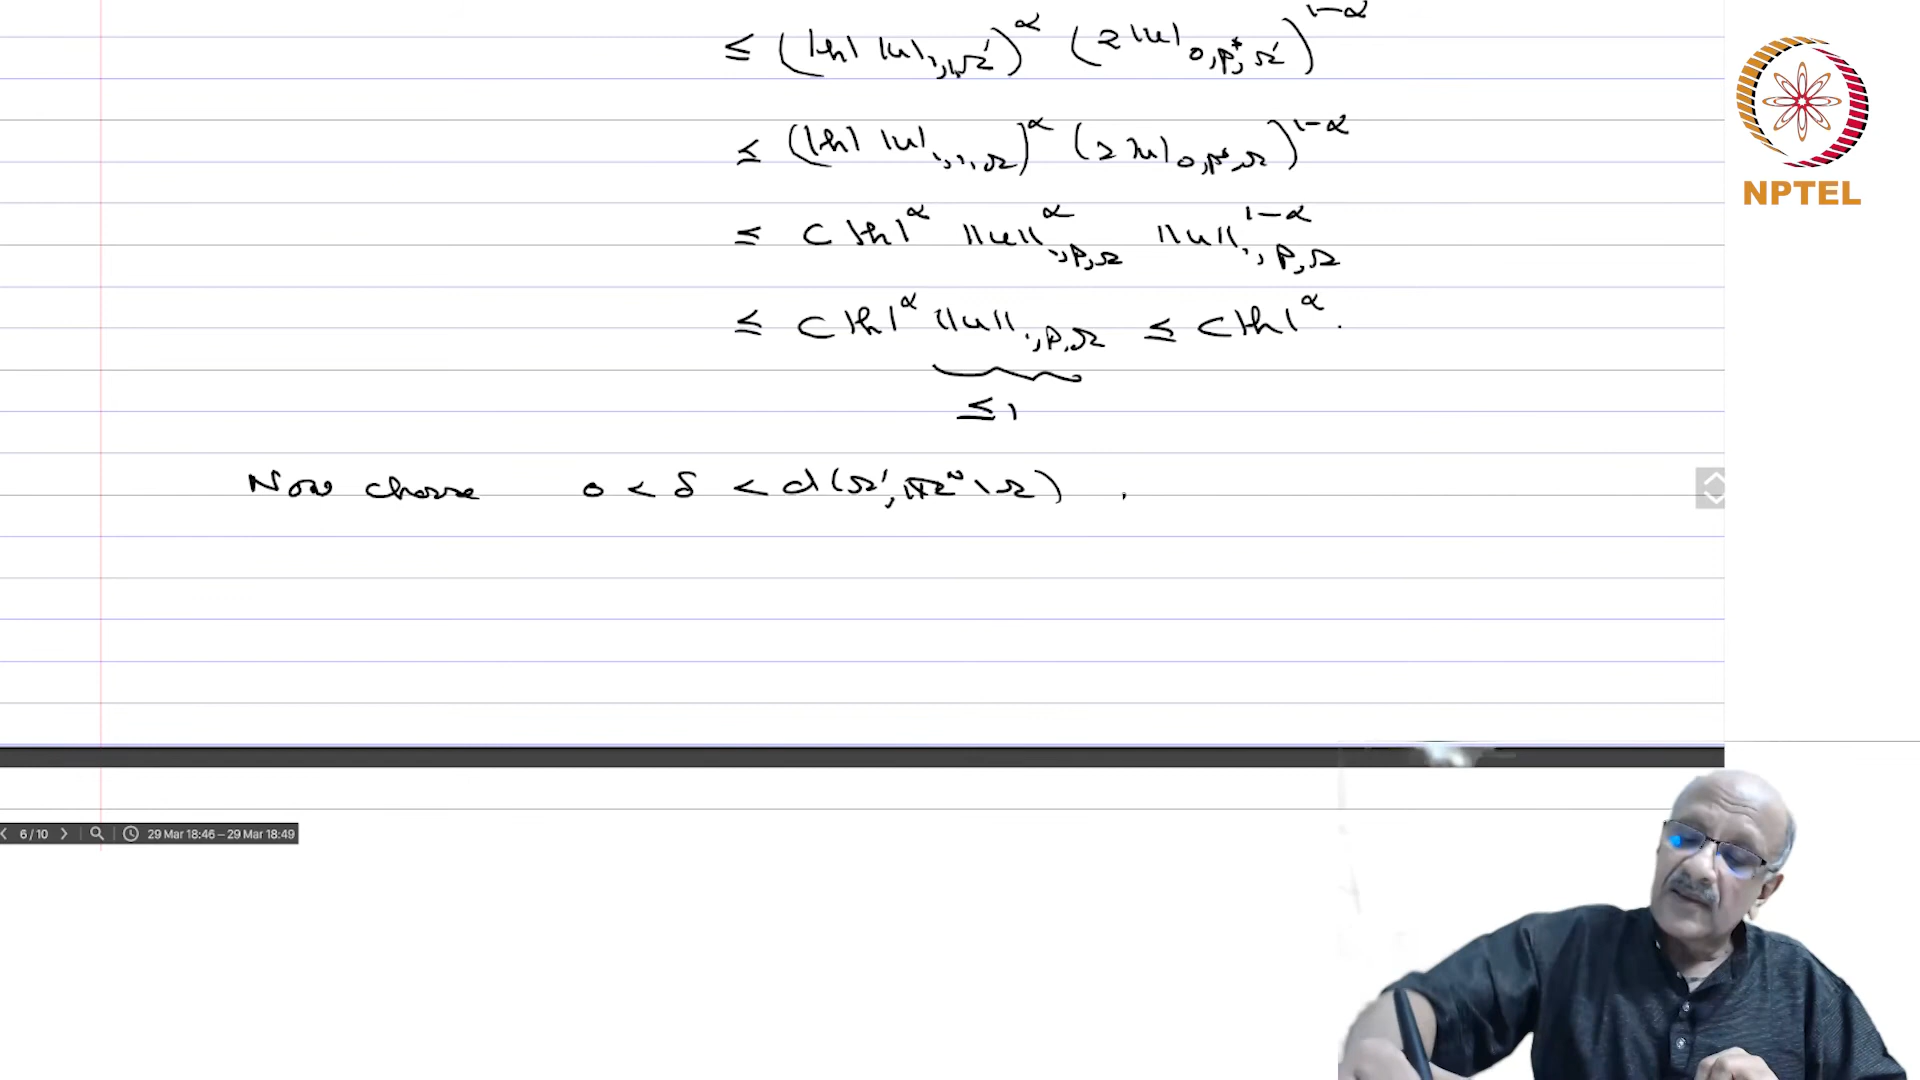 ≤ (|h| |u|_{1,1,Ω'})^α (2|u|_{0,p*,Ω'})^{1-α}
≤ (|h| |u|_{1,1,Ω})^α (2|u|_{0,p*,Ω})^{1-α}
≤ C|h|^α ||u||^α_{1,p,Ω} ||u||^{1-α}_{1,p,Ω}
≤ C|h|^α ||u||_{1,p,Ω} ≤ C|h|^α.
≤ 1
Now choose 0 < δ < d(Ω', ℝ^N \ Ω) .
NPTEL
6 / 10 29 Mar 18:46 – 29 Mar 18:49